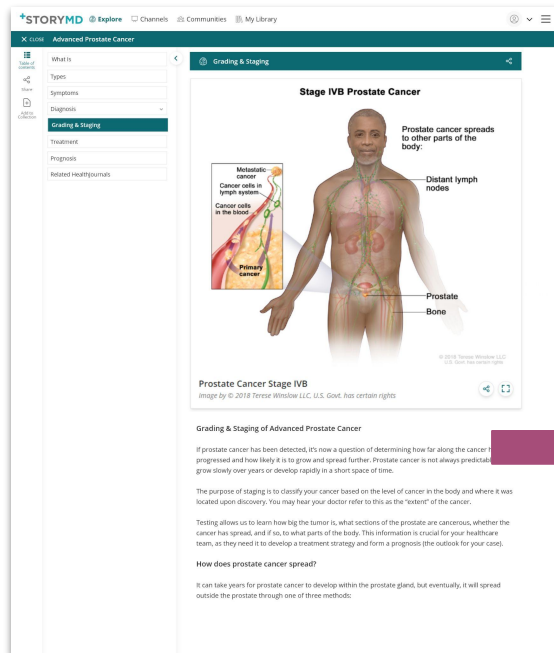 +STORYMD
Explore
Channels
Communities
My Library
CLOSE
Advanced Prostate Cancer
Table of
contents
Share
Add to
Collection
What Is
Types
Symptoms
Diagnosis
Grading & Staging
Treatment
Prognosis
Related Healthjournals
Grading & Staging
Stage IVB Prostate Cancer
Prostate cancer spreads
to other parts of the
body:
Metastatic
cancer
Cancer cells in
lymph system
Cancer cells
in the blood
Primary
cancer
Distant lymph
nodes
Prostate
Bone
© 2018 Terese Winslow LLC
U.S. Govt. has certain rights
Prostate Cancer Stage IVB
Image by © 2018 Terese Winslow LLC, U.S. Govt. has certain rights
Grading & Staging of Advanced Prostate Cancer
If prostate cancer has been detected, it's now a question of determining how far along the cancer
progressed and how likely it is to grow and spread further. Prostate cancer is not always
grow slowly over years or develop rapidly in a short space of time.
The purpose of staging is to classify your cancer based on the level of cancer in the body and where it was
located upon discovery. You may hear your doctor refer to this as the "extent" of the cancer.
Testing allows us to learn how big the tumor is, what sections of the prostate are cancerous, whether the
cancer has spread, and if so, to what parts of the body. This information is crucial for your healthcare
team, as they need it to develop a treatment strategy and form a prognosis (the outlook for your case).
How does prostate cancer spread?
It can take years for prostate cancer to develop within the prostate gland, but eventually, it will spread
outside the prostate through one of three methods: